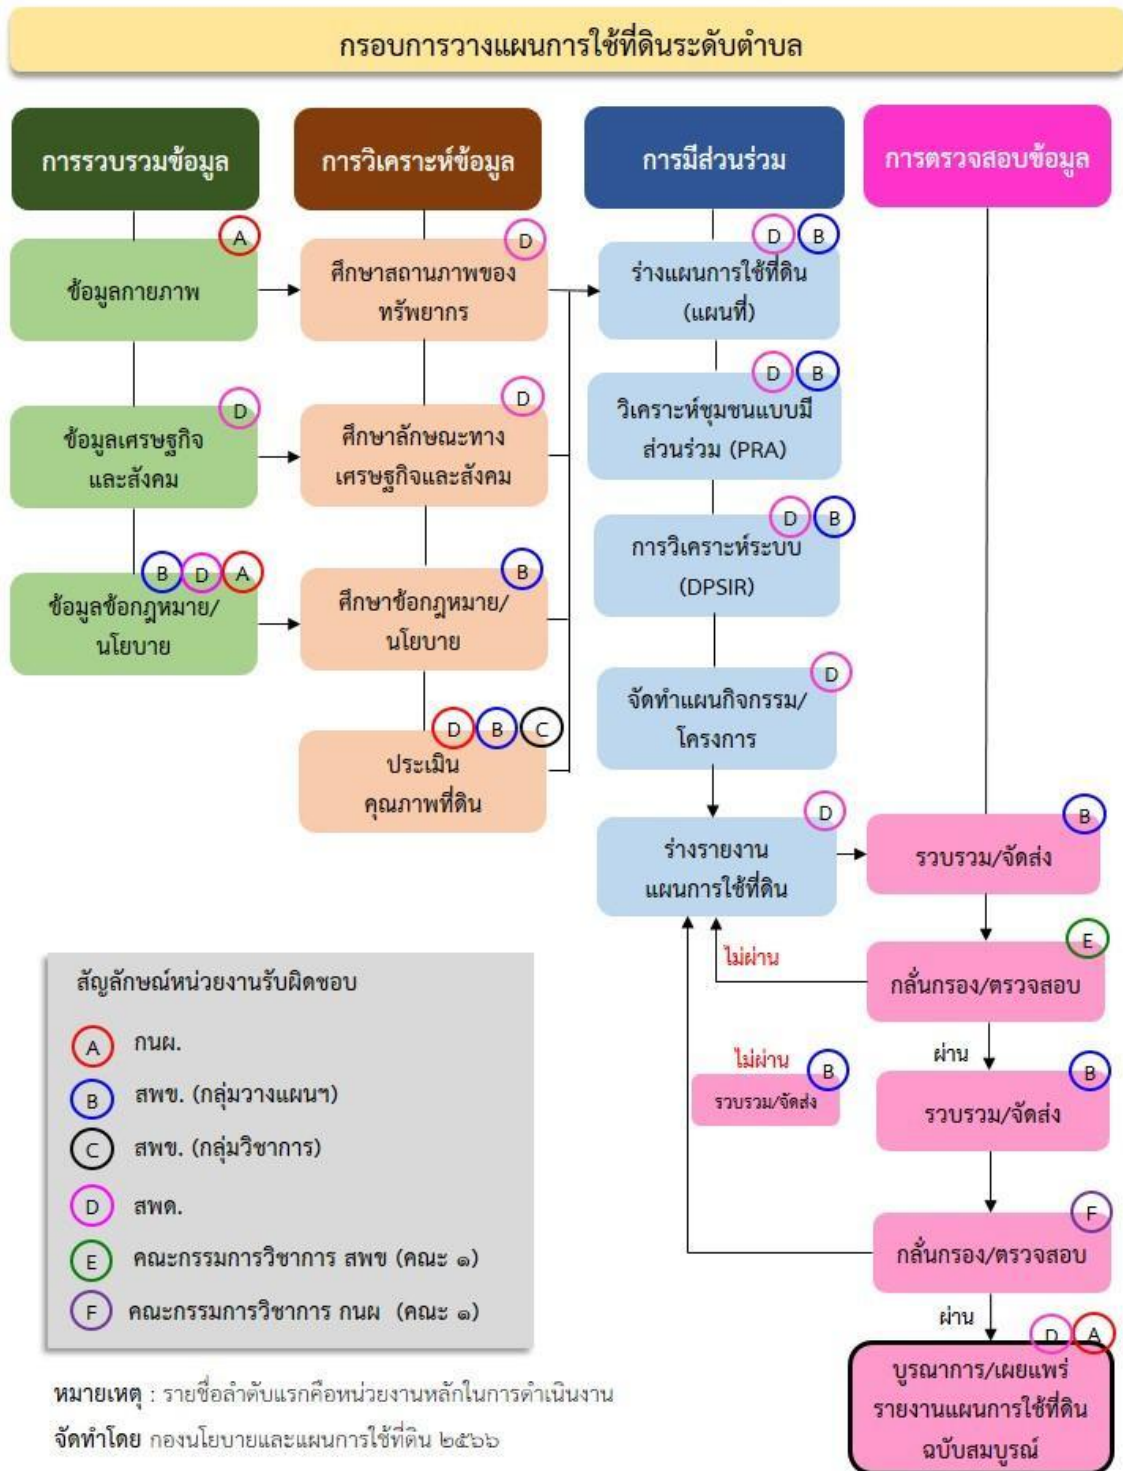 กรอบการวางแผนการใช้ที่ดินระดับตำบล
การรวบรวมข้อมูล
A
ข้อมูลกายภาพ
D
ข้อมูลเศรษฐกิจ
และสังคม
B D A
ข้อมูลข้อกฎหมาย/
นโยบาย
การวิเคราะห์ข้อมูล
D
ศึกษาสถานภาพของ
ทรัพยากร
D
ศึกษาลักษณะทาง
เศรษฐกิจและสังคม
B
ศึกษาข้อกฎหมาย/
นโยบาย
D B C
ประเมิน
คุณภาพที่ดิน
การมีส่วนร่วม
D B
ร่างแผนการใช้ที่ดิน
(แผนที่)
D B
วิเคราะห์ชุมชนแบบมี
ส่วนร่วม (PRA)
D B
การวิเคราะห์ระบบ
(DPSIR)
D
จัดทำแผนกิจกรรม/
โครงการ
D
ร่างรายงาน
แผนการใช้ที่ดิน
การตรวจสอบข้อมูล
B
รวบรวม/จัดส่ง
E
กลั่นกรอง/ตรวจสอบ
ไม่ผ่าน
ผ่าน
B
รวบรวม/จัดส่ง
ไม่ผ่าน
B
รวบรวม/จัดส่ง
F
กลั่นกรอง/ตรวจสอบ
ผ่าน
D A
บูรณาการ/เผยแพร่
รายงานแผนการใช้ที่ดิน
ฉบับสมบูรณ์
สัญลักษณ์หน่วยงานรับผิดชอบ
A กนผ.
B สพข. (กลุ่มวางแผนฯ)
C สพข. (กลุ่มวิชาการ)
D สพด.
E คณะกรรมการวิชาการ สพข (คณะ ๑)
F คณะกรรมการวิชาการ กนผ (คณะ ๑)
หมายเหตุ : รายชื่อลำดับแรกคือหน่วยงานหลักในการดำเนินงาน
จัดทำโดย กองนโยบายและแผนการใช้ที่ดิน ๒๕๖๖